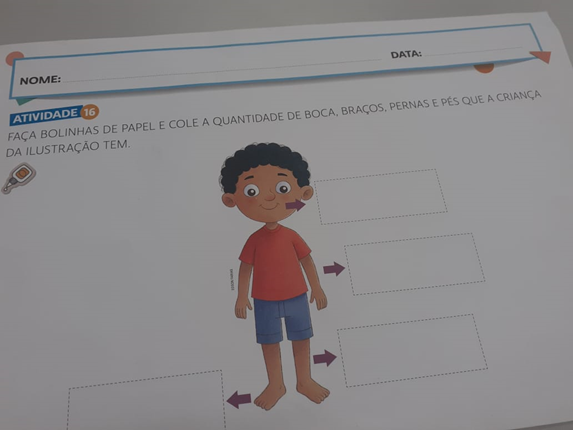 NOME:
DATA:
ATIVIDADE 16
FAÇA BOLINHAS DE PAPEL E COLE A QUANTIDADE DE BOCA, BRAÇOS, PERNAS E PÉS QUE A CRIANÇA
DA ILUSTRAÇÃO TEM.